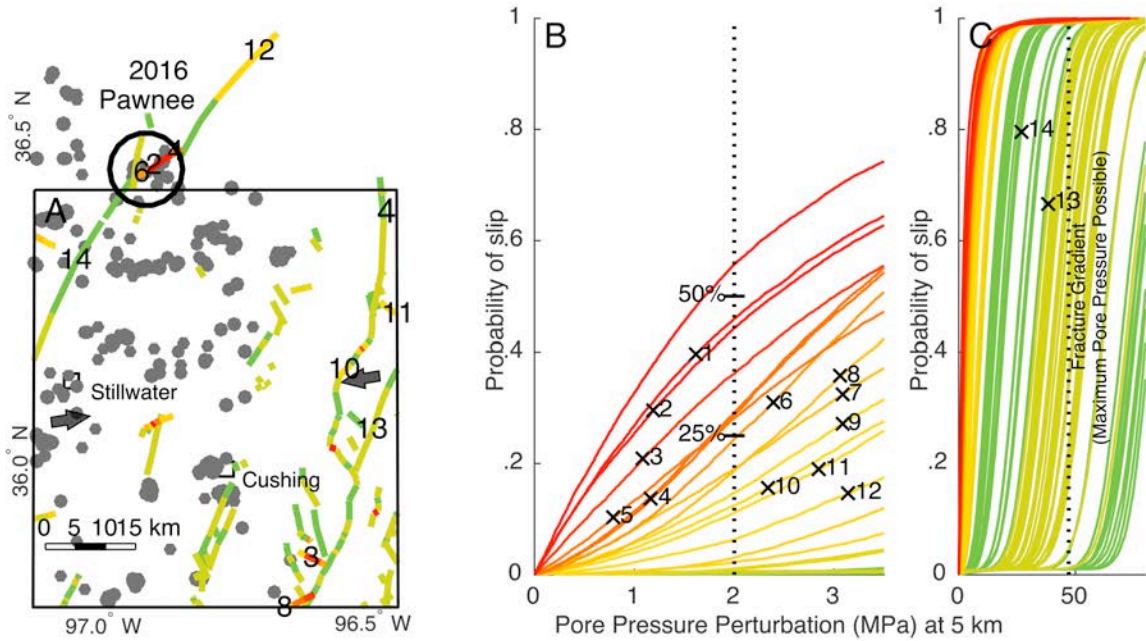 12
2016
Pawnee
36.5° N
6
2
4
A
4
14
11
10
Stillwater
13
36.0° N
Cushing
0 5 10 15 km
3
8
97.0° W
96.5° W
B
1
.8
.6
.4
.2
0
Probability of slip
50%
25%
1
2
3
4
5
6
8
7
9
11
10
12
0
1
2
3
C
1
.8
.6
.4
.2
0
Probability of slip
14
13
Fracture Gradient
(Maximum Pore Pressure Possible)
0
50
Pore Pressure Perturbation (MPa) at 5 km